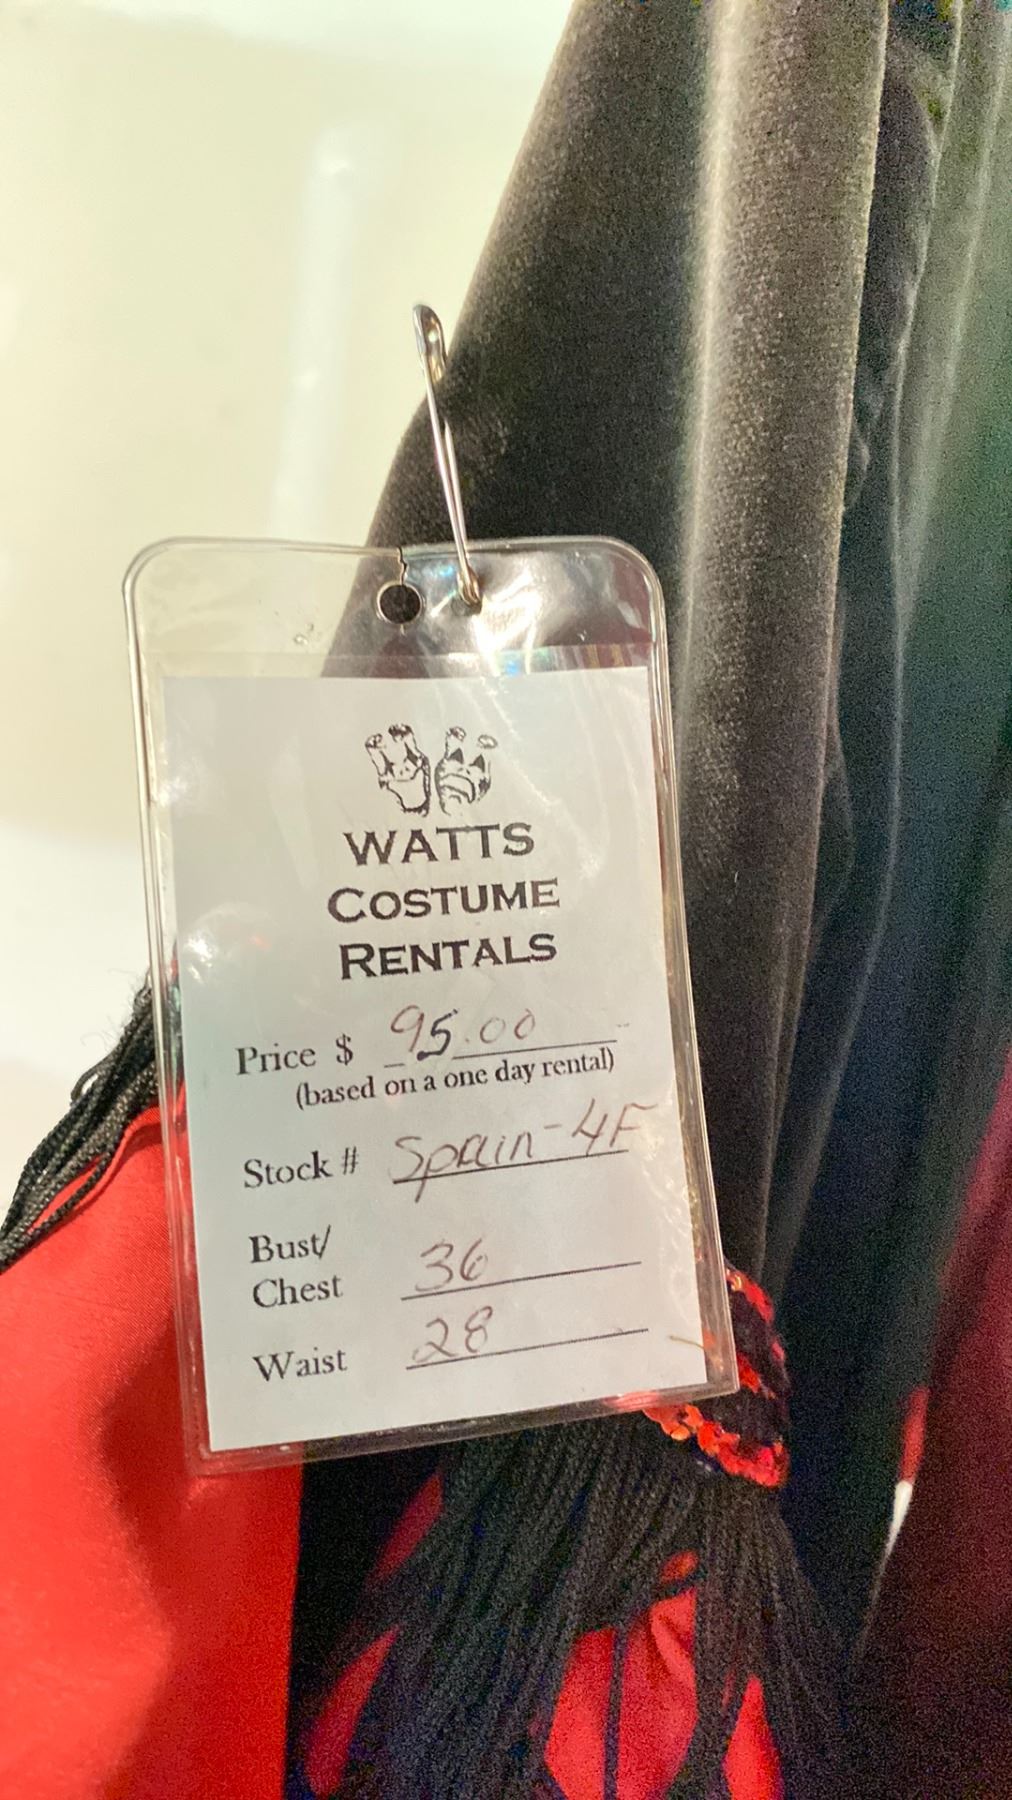 WATTS
COSTUME
RENTALS
Price $ 95.00
(based on a one day rental)
Stock # Spain-4F
Bust/
Chest 36
Waist 28